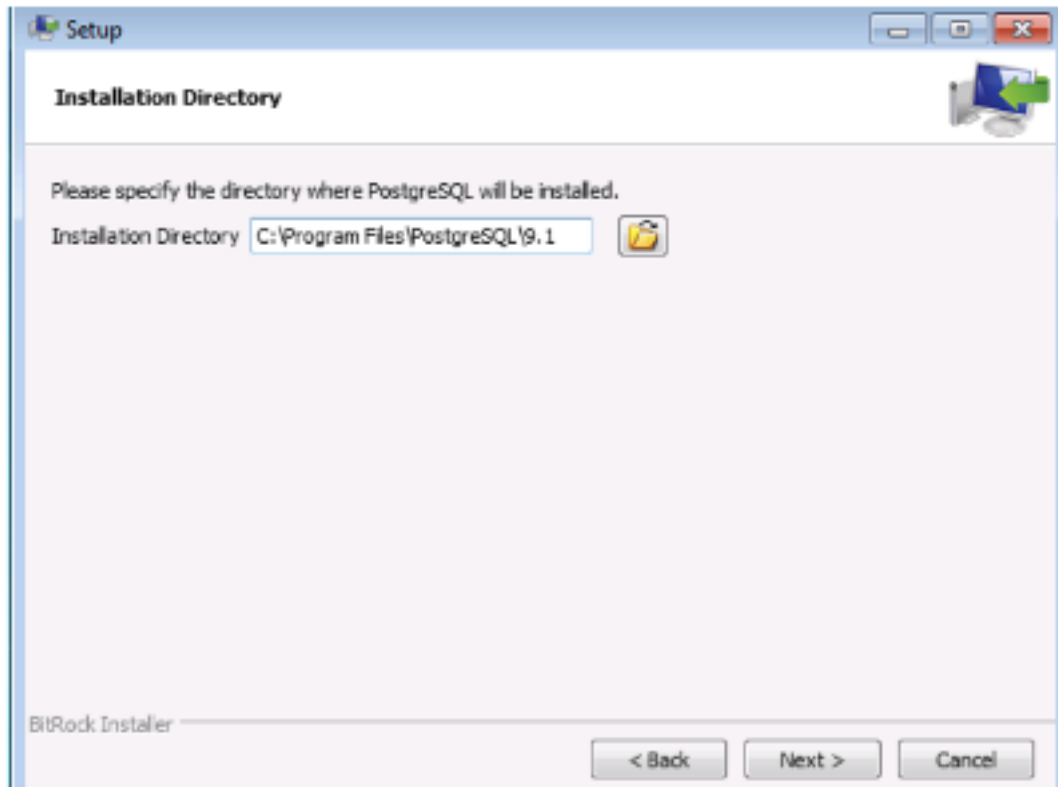 Setup
Installation Directory
Please specify the directory where PostgreSQL will be installed.
Installation Directory C:\Program Files\PostgreSQL\9.1
BitRock Installer
< Back Next > Cancel